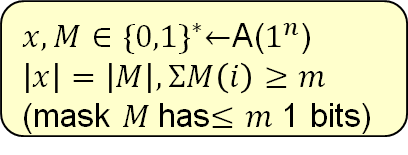 x, M ∈ {0,1}*←A(1ⁿ)
|x| = |M|, ΣM(i) ≥ m
(mask M has≤ m 1 bits)